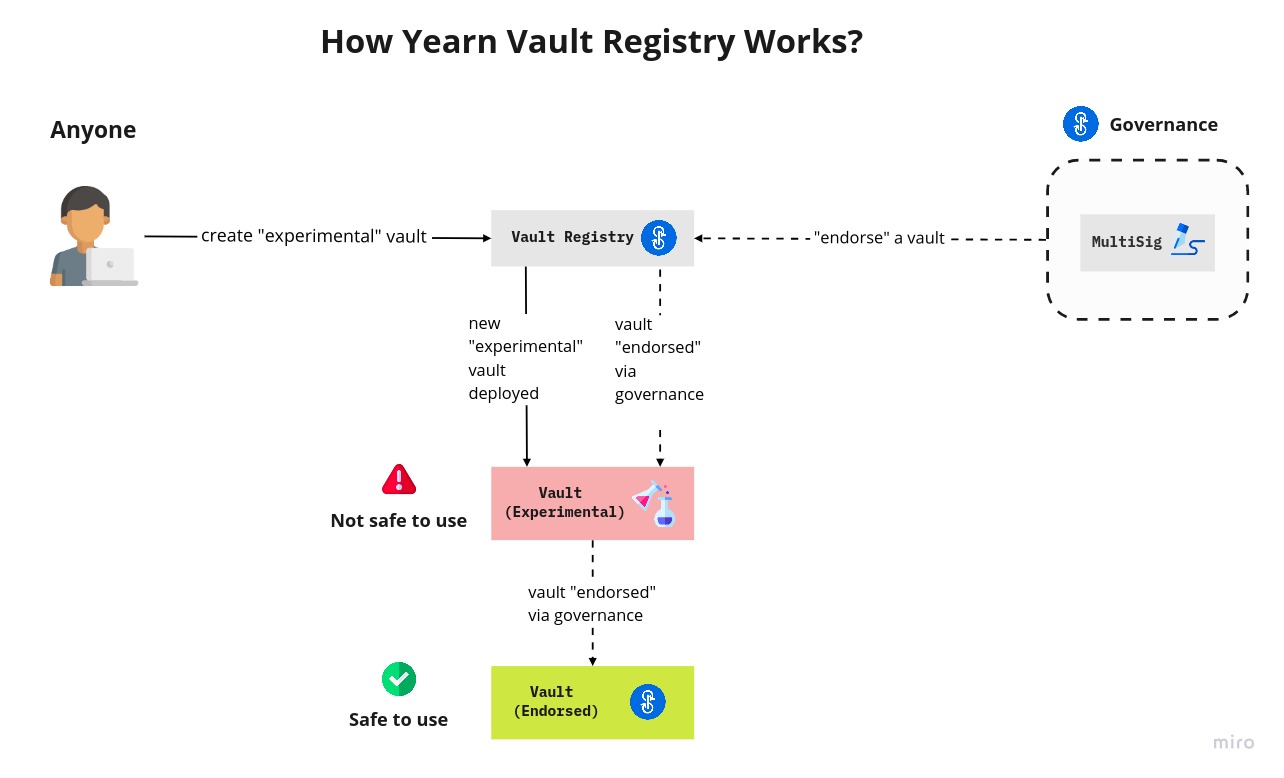 How Yearn Vault Registry Works?
Anyone
Governance
create "experimental" vault
Vault Registry
"endorse" a vault
MultiSig
new
"experimental"
vault
deployed
vault
"endorsed"
via
governance
Not safe to use
Vault
(Experimental)
vault "endorsed"
via governance
Safe to use
Vault
(Endorsed)
miro